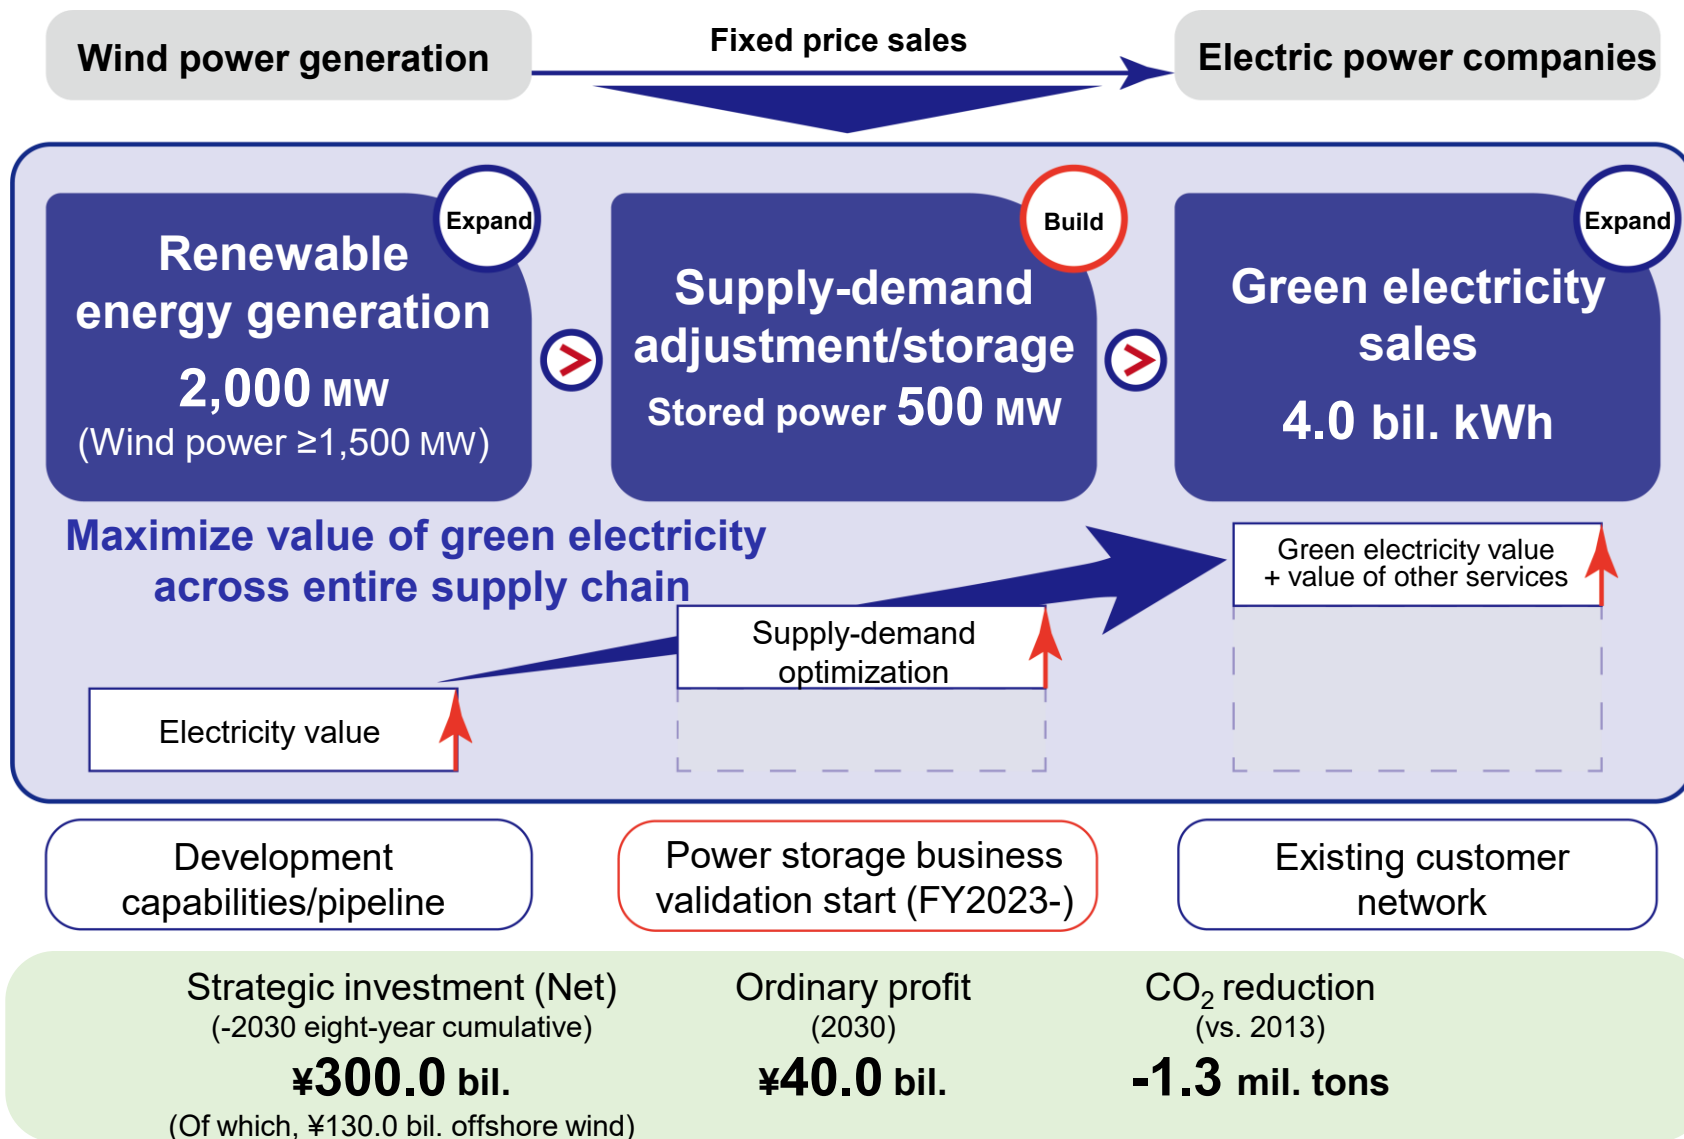 Wind power generation
Fixed price sales
Electric power companies
Expand
Renewable
energy generation
2,000 MW
(Wind power ≥1,500 MW)
Build
Supply-demand
adjustment/storage
Stored power 500 MW
Expand
Green electricity
sales
4.0 bil. kWh
Maximize value of green electricity
across entire supply chain
Electricity value
Supply-demand
optimization
Green electricity value
+ value of other services
Development
capabilities/pipeline
Power storage business
validation start (FY2023-)
Existing customer
network
Strategic investment (Net)
(-2030 eight-year cumulative)
¥300.0 bil.
(Of which, ¥130.0 bil. offshore wind)
Ordinary profit
(2030)
¥40.0 bil.
CO₂ reduction
(vs. 2013)
-1.3 mil. tons